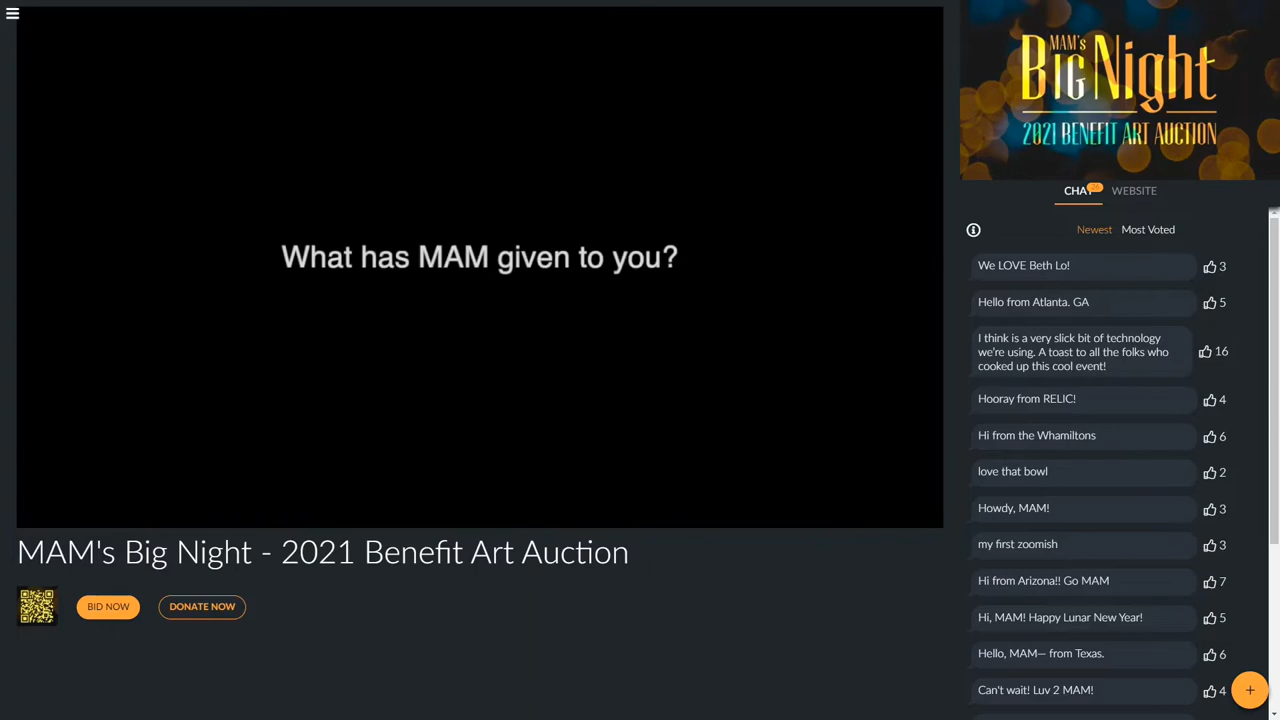 What has MAM given to you?
MAM's Big Night - 2021 Benefit Art Auction
BID NOW
DONATE NOW
MAM's
BIG Night
2021 BENEFIT ART AUCTION
CHAT
WEBSITE
Newest
Most Voted
We LOVE Beth Lo!
3
Hello from Atlanta. GA
5
I think is a very slick bit of technology
we're using. A toast to all the folks who
cooked up this cool event!
16
Hooray from RELIC!
4
Hi from the Whamiltons
6
love that bowl
2
Howdy, MAM!
3
my first zoomish
3
Hi from Arizona!! Go MAM
7
Hi, MAM! Happy Lunar New Year!
5
Hello, MAM— from Texas.
6
Can't wait! Luv 2 MAM!
4